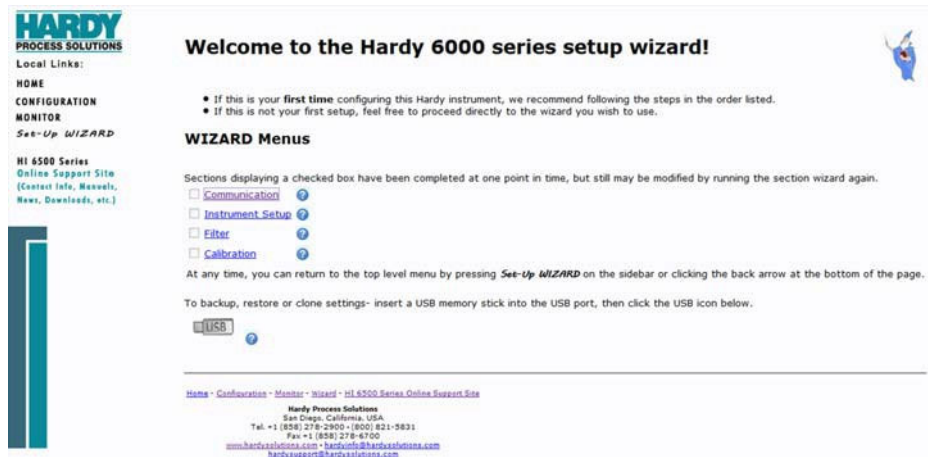 HARDY
PROCESS SOLUTIONS
Local Links:
HOME
CONFIGURATION
MONITOR
Set-Up WIZARD
HI 6500 Series
Online Support Site
(Contact Info, Manuals,
News, Downloads, etc.)
Welcome to the Hardy 6000 series setup wizard!
• If this is your first time configuring this Hardy instrument, we recommend following the steps in the order listed.
• If this is not your first setup, feel free to proceed directly to the wizard you wish to use.
WIZARD Menus
Sections displaying a checked box have been completed at one point in time, but still may be modified by running the section wizard again.
Communication ?
Instrument Setup ?
Filter ?
Calibration ?
At any time, you can return to the top level menu by pressing Set-Up WIZARD on the sidebar or clicking the back arrow at the bottom of the page.
To backup, restore or clone settings- insert a USB memory stick into the USB port, then click the USB icon below.
USB ?
Home - Configuration - Monitor - Wizard - HI 6500 Series Online Support Site
Hardy Process Solutions
San Diego, California, USA
Tel. +1 (858) 278-2900 - (800) 821-5831
Fax +1 (858) 278-6700
www.hardysolutions.com - hardyinfo@hardysolutions.com
hardysupport@hardysolutions.com